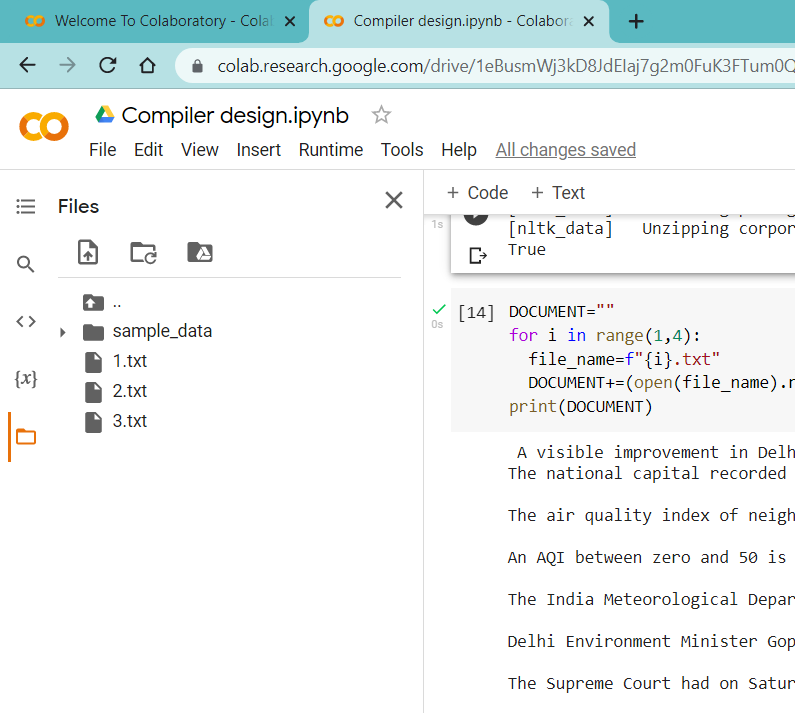 Welcome To Colaboratory - Cola
Compiler design.ipynb - Colabor
colab.research.google.com/drive/1eBusmWj3kD8JdEIaj7g2m0FuK3FTum0Q
Compiler design.ipynb
File Edit View Insert Runtime Tools Help All changes saved
Files
+ Code + Text
..
sample_data
1.txt
2.txt
3.txt
{x}
1s
[nltk_data] Unzipping corpor
True
0s
[14] DOCUMENT=""
for i in range(1,4):
file_name=f"{i}.txt"
DOCUMENT+=(open(file_name).r
print(DOCUMENT)
A visible improvement in Delh
The national capital recorded
The air quality index of neigh
An AQI between zero and 50 is
The India Meteorological Depar
Delhi Environment Minister Gop
The Supreme Court had on Satur